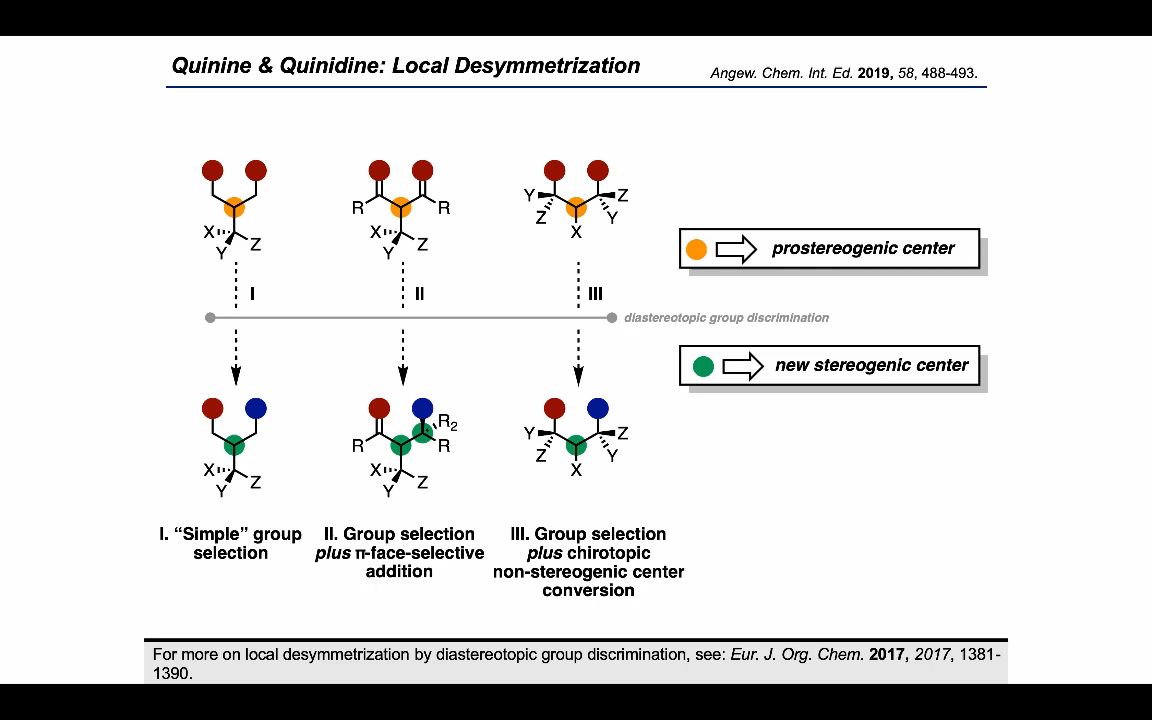 Quinine & Quinidine: Local Desymmetrization
Angew. Chem. Int. Ed. 2019, 58, 488-493.
R R Y Z
X Z X Z Z Y
Y Y X
prostereogenic center
I II III
diastereotopic group discrimination
new stereogenic center
R R2 R Y Z
X Z X Z Z Y
Y Y X
I. “Simple” group
selection
II. Group selection
plus π-face-selective
addition
III. Group selection
plus chirotopic
non-stereogenic center
conversion
For more on local desymmetrization by diastereotopic group discrimination, see: Eur. J. Org. Chem. 2017, 2017, 1381-
1390.